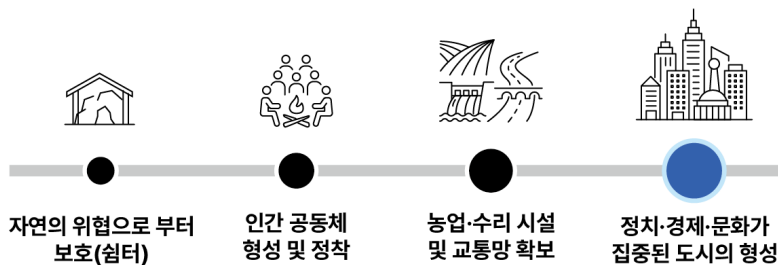 자연의 위협으로 부터
보호(쉼터)
인간 공동체
형성 및 정착
농업·수리 시설
및 교통망 확보
정치·경제·문화가
집중된 도시의 형성